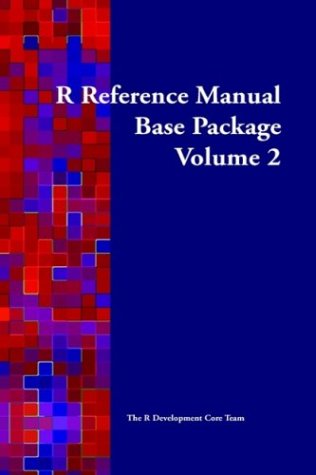 R Reference Manual
Base Package
Volume 2
The R Development Core Team